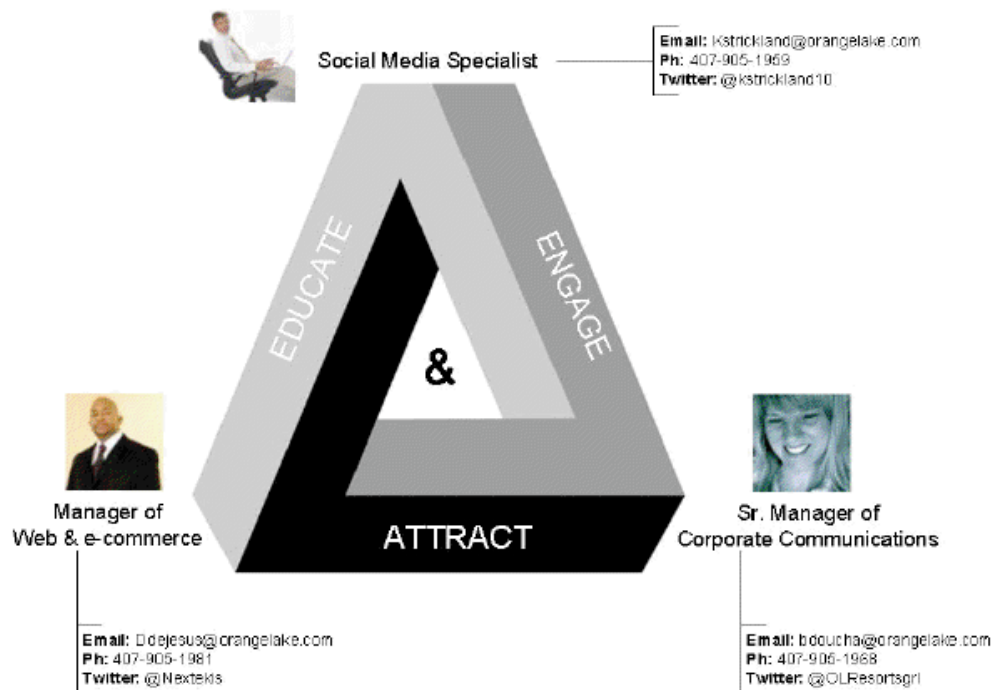 Social Media Specialist
Email: Kstrickland@orangelake.com
Ph: 407-905-1959
Twitter: @kstrickland10
EDUCATE
ENGAGE
&
ATTRACT
Manager of
Web & e-commerce
Email: Ddejesus@orangelake.com
Ph: 407-905-1981
Twitter: @Nextekis
Sr. Manager of
Corporate Communications
Email: bdoucha@orangelake.com
Ph: 407-905-1968
Twitter: @OLResortsgrl